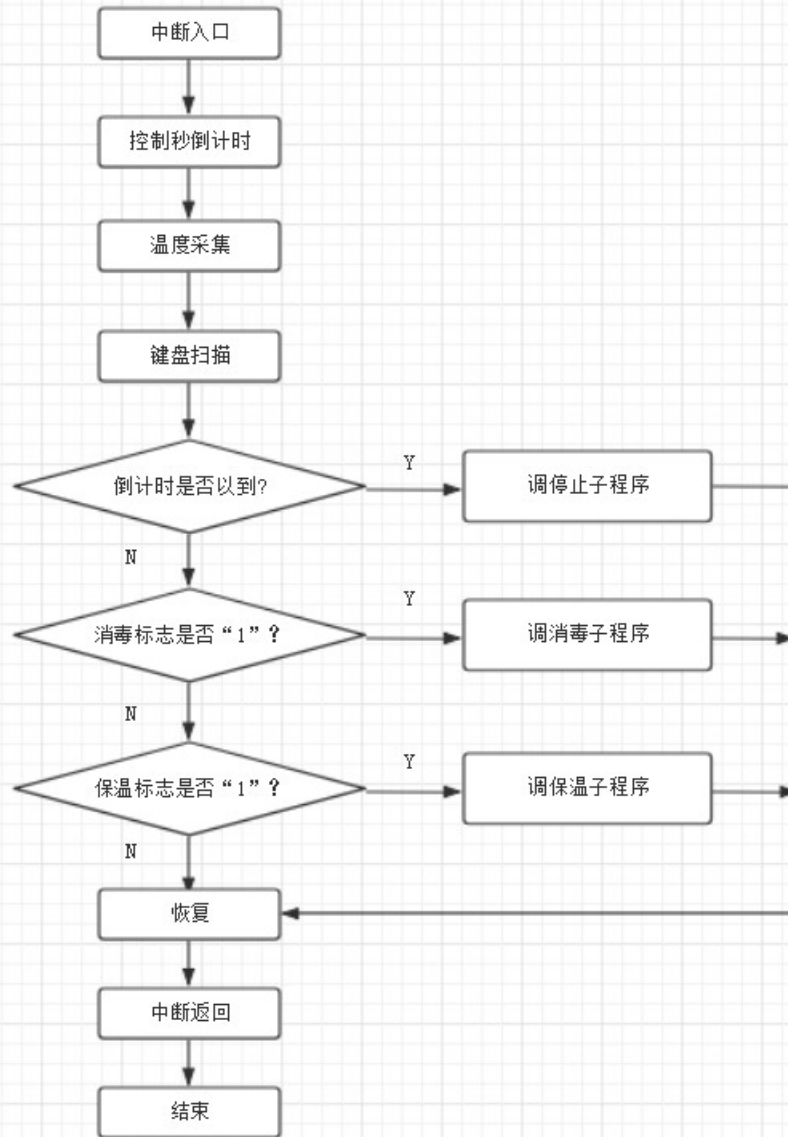 中断入口
控制秒倒计时
温度采集
键盘扫描
倒计时是否以到?
Y
调停止子程序
N
消毒标志是否“1”?
Y
调消毒子程序
N
保温标志是否“1”?
Y
调保温子程序
N
恢复
中断返回
结束